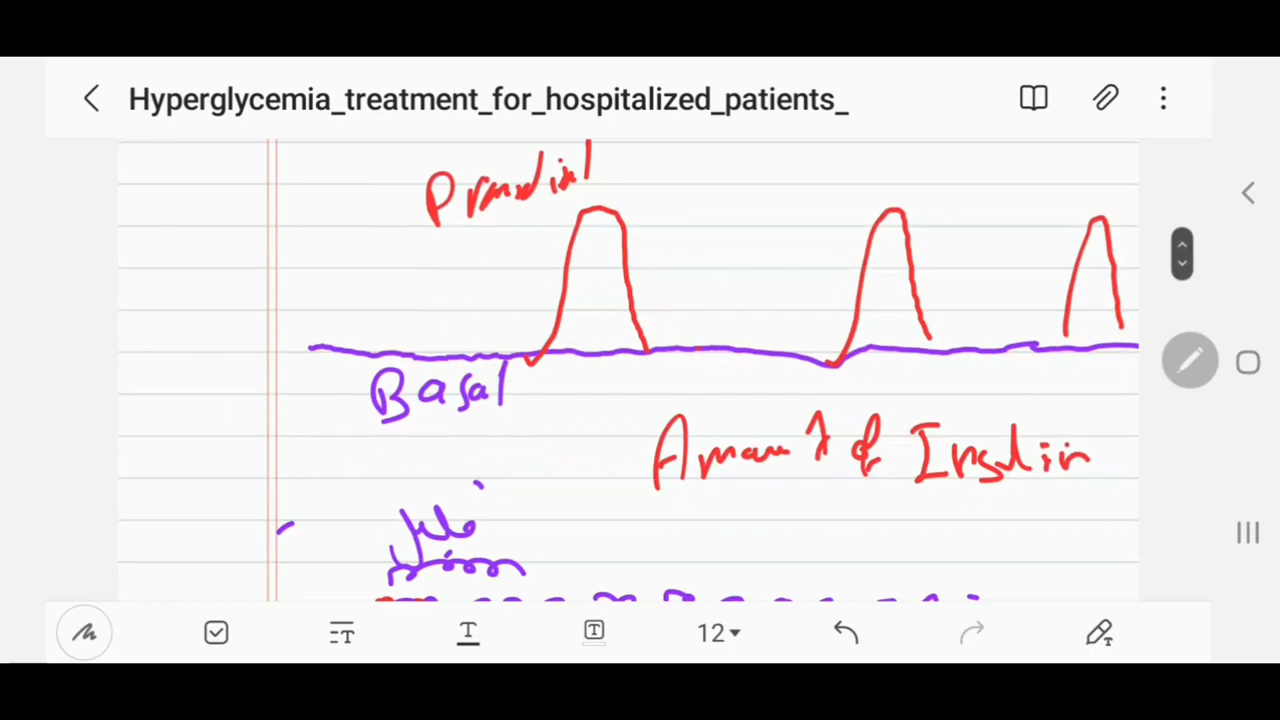 Hyperglycemia_treatment_for_hospitalized_patients_
Prandial
Basal
Amount of Insulin
12